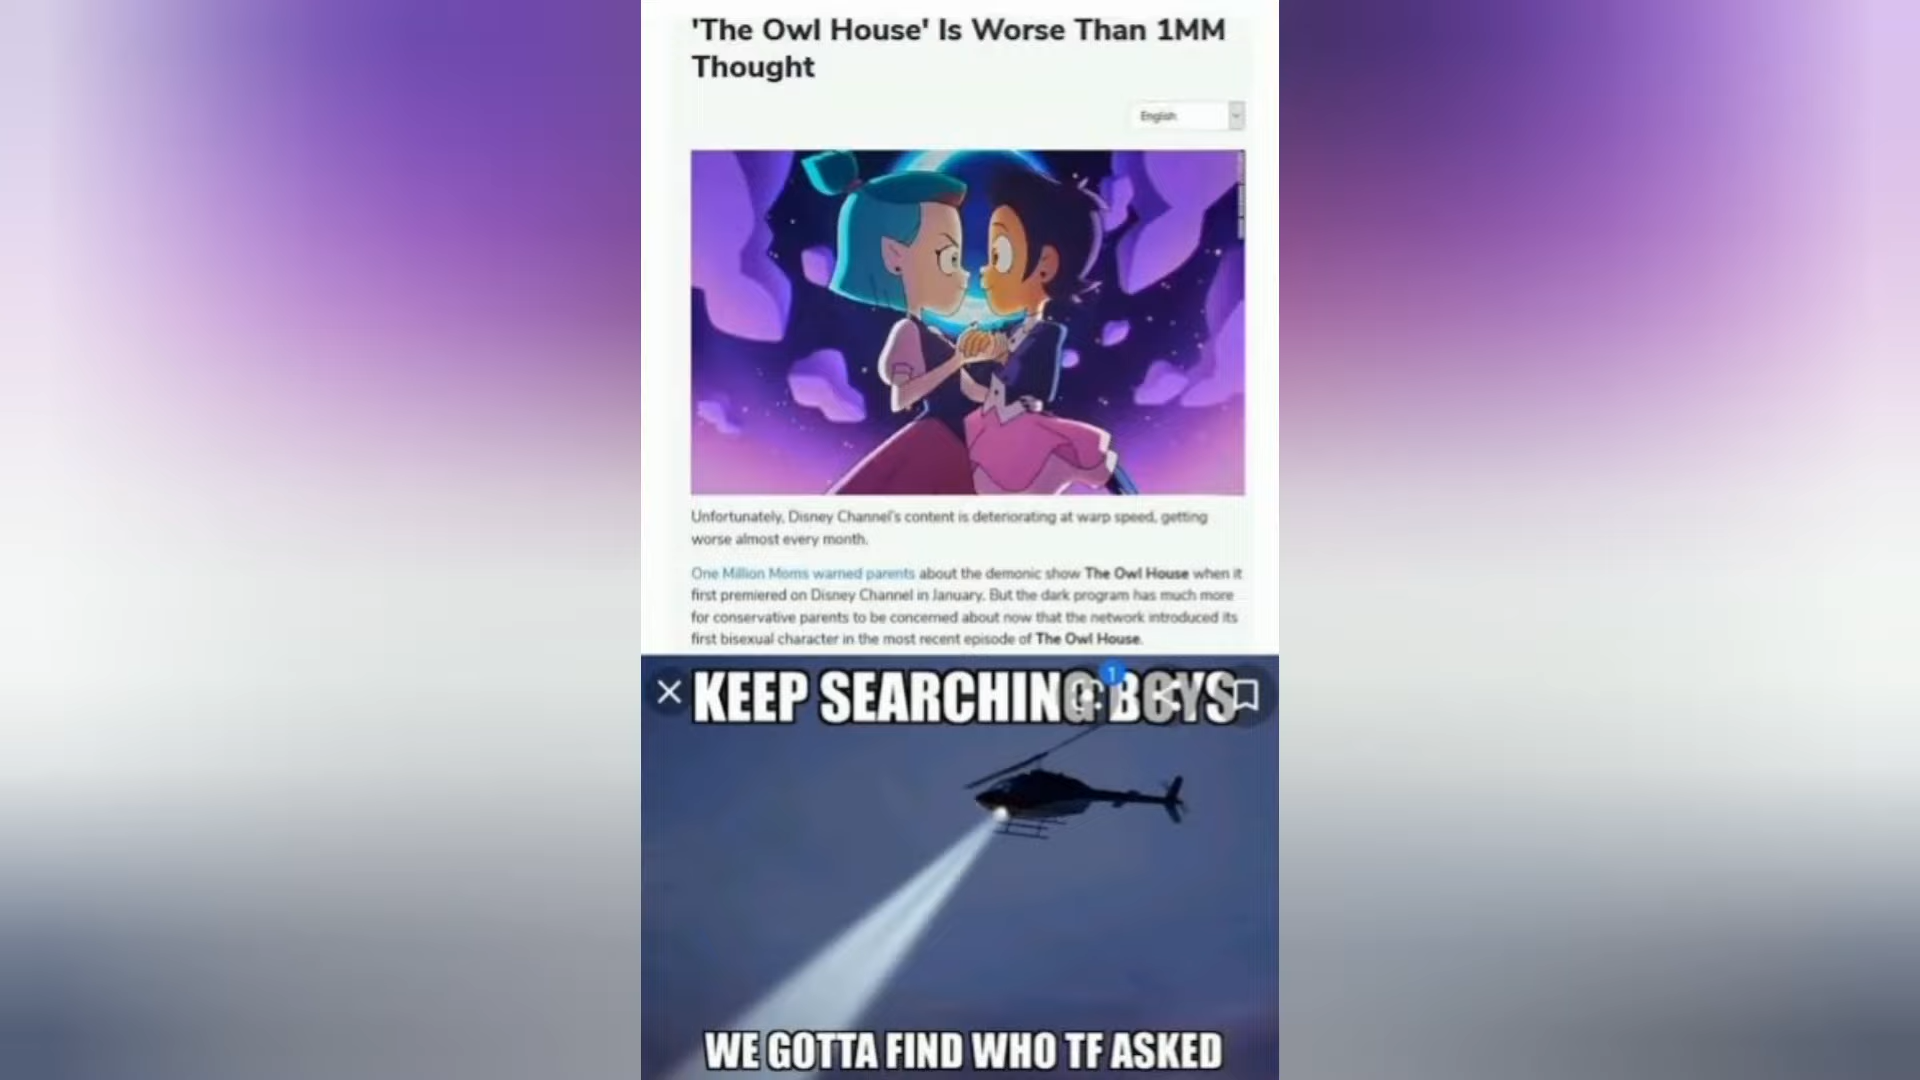 'The Owl House' Is Worse Than 1MM
Thought
English
Unfortunately, Disney Channel's content is deteriorating at warp speed, getting
worse almost every month.
One Million Moms warned parents about the demonic show The Owl House when it
first premiered on Disney Channel in January. But the dark program has much more
for conservative parents to be concerned about now that the network introduced its
first bisexual character in the most recent episode of The Owl House.
1
KEEP SEARCHING BOYS
WE GOTTA FIND WHO TF ASKED